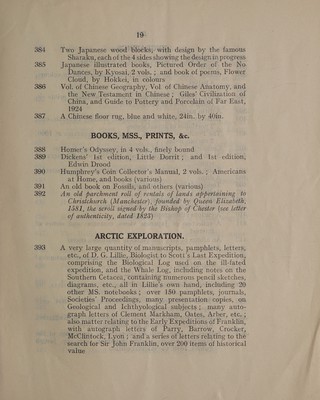 19
384 Two Japanese wood blocks, with design by the famous
Sharaku, each of the 4 sides showing the design in progress
385 Japanese illustrated books, Pictured Order of the No
Dances, by Kyosai, 2 vols. ; and book of poems, Flower
Cloud, by Hokkei, in colours
386 Vol. of Chinese Geography, Vol. of Chinese Anatomy, and
the New Testament in Chinese ; Giles' Civilization of
China, and Guide to Pottery and Porcelain of Far East,
1924
387 A Chinese floor rug, blue and white, 24in. by 40in.
BOOKS, MSS., PRINTS, &c.
388 Homer's Odyssey, in 4 vols., finely bound
389 Dickens' 1st edition, Little Dorrit ; and 1st edition,
Edwin Drood
390 Humphrey's Coin Collector's Manual, 2 vols. ; Americans
at Home, and books (various)
391 An old book on Fossils, and others (various)
392 An old parchment roll of rentals of lands appertaining to
Christchurch (Manchester), founded by Queen Elizabeth,
1581, the scroll signed by the Bishop of Chester (see letter
of authenticity, dated 1825)
ARCTIC EXPLORATION.
393 A very large quantity of manuscripts, pamphlets, letters,
etc., of D. G. Lillie, Biologist to Scott's Last Expedition,
comprising the Biological Log used on the ill-fated
expedition, and the Whale Log, including notes on the
Southern Cetacea, containing numerous pencil sketches,
diagrams, etc., all in Lillie's own hand, including 20
other MS. notebooks ; over 150 pamphlets, journals,
Societies' Proceedings, many presentation copies, on
Geological and Ichthyological subjects ; many auto-
graph letters of Clement Markham, Oates, Arber, etc. ;
also matter relating to the Early Expeditions of Franklin,
with autograph letters of Parry, Barrow, Crocker,
McClintock, Lyon ; and a series of letters relating to the
search for Sir John Franklin, over 200 items of historical
value